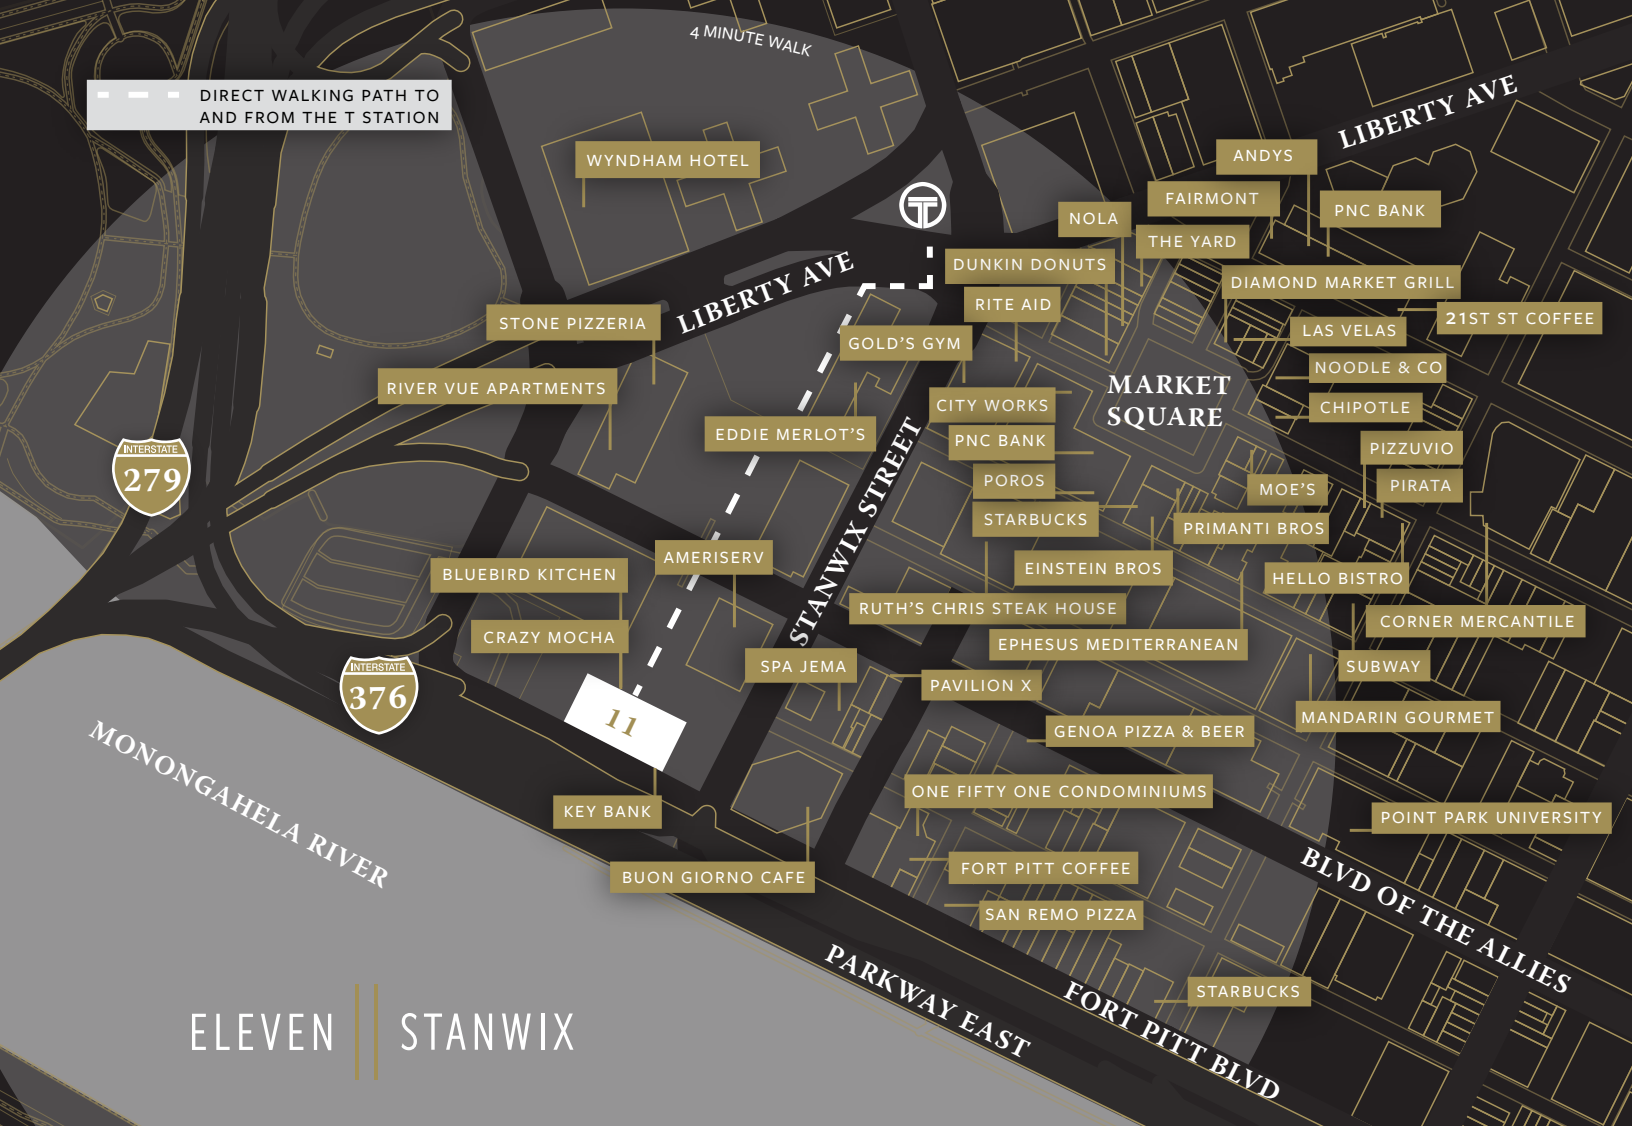 4 MINUTE WALK
DIRECT WALKING PATH TO
AND FROM THE T STATION
LIBERTY AVE
WYNDHAM HOTEL
ANDYS
FAIRMONT
PNC BANK
NOLA
T
THE YARD
DUNKIN DONUTS
LIBERTY AVE
DIAMOND MARKET GRILL
RITE AID
21ST ST COFFEE
STONE PIZZERIA
LAS VELAS
GOLD'S GYM
NOODLE & CO
RIVER VUE APARTMENTS
MARKET
SQUARE
CITY WORKS
CHIPOTLE
EDDIE MERLOT'S
PNC BANK
PIZZUVIO
INTERSTATE
279
POROS
PIRATA
MOE'S
STANWIX STREET
STARBUCKS
PRIMANTI BROS
AMERISERV
BLUEBIRD KITCHEN
EINSTEIN BROS
HELLO BISTRO
RUTH'S CHRIS STEAK HOUSE
CORNER MERCANTILE
CRAZY MOCHA
EPHESUS MEDITERRANEAN
SPA JEMA
SUBWAY
INTERSTATE
376
PAVILION X
11
MANDARIN GOURMET
GENOA PIZZA & BEER
MONONGAHELA RIVER
ONE FIFTY ONE CONDOMINIUMS
KEY BANK
POINT PARK UNIVERSITY
BUON GIORNO CAFE
FORT PITT COFFEE
BLVD OF THE ALLIES
SAN REMO PIZZA
STARBUCKS
PARKWAY EAST
FORT PITT BLVD
ELEVEN STANWIX